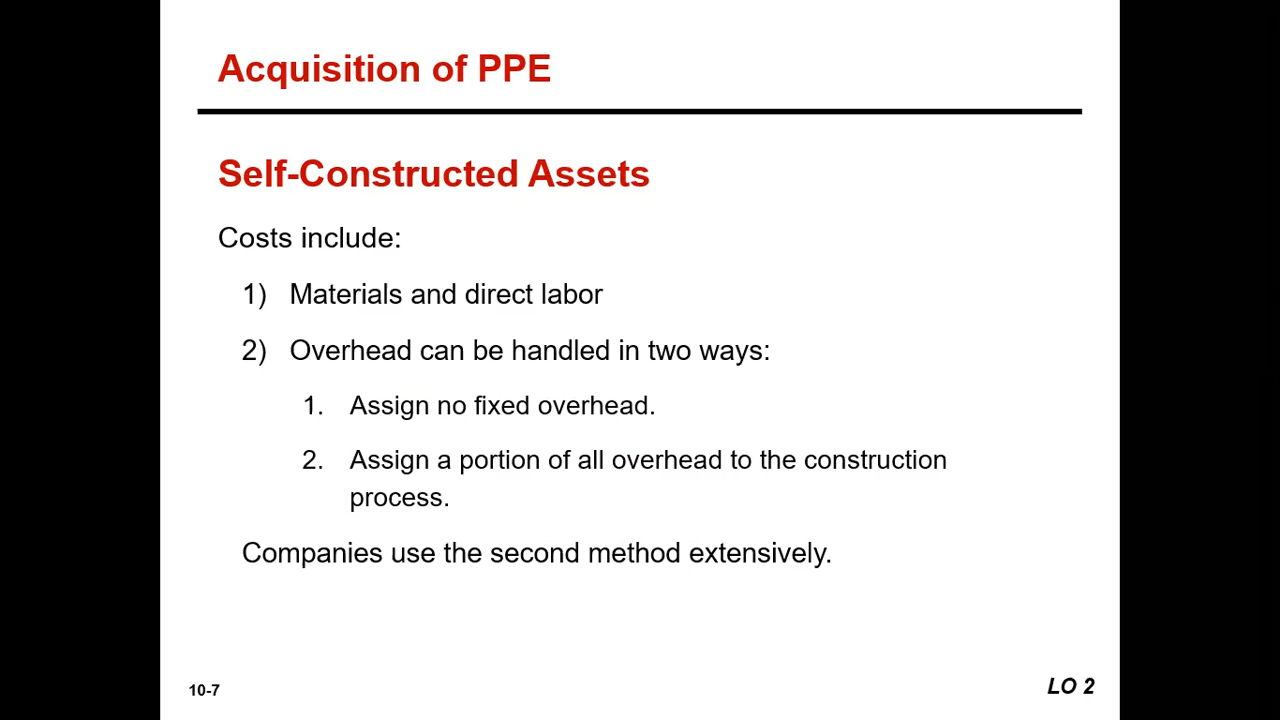 Acquisition of PPE
Self-Constructed Assets
Costs include:
1) Materials and direct labor
2) Overhead can be handled in two ways:
1. Assign no fixed overhead.
2. Assign a portion of all overhead to the construction
process.
Companies use the second method extensively.
10-7
LO 2